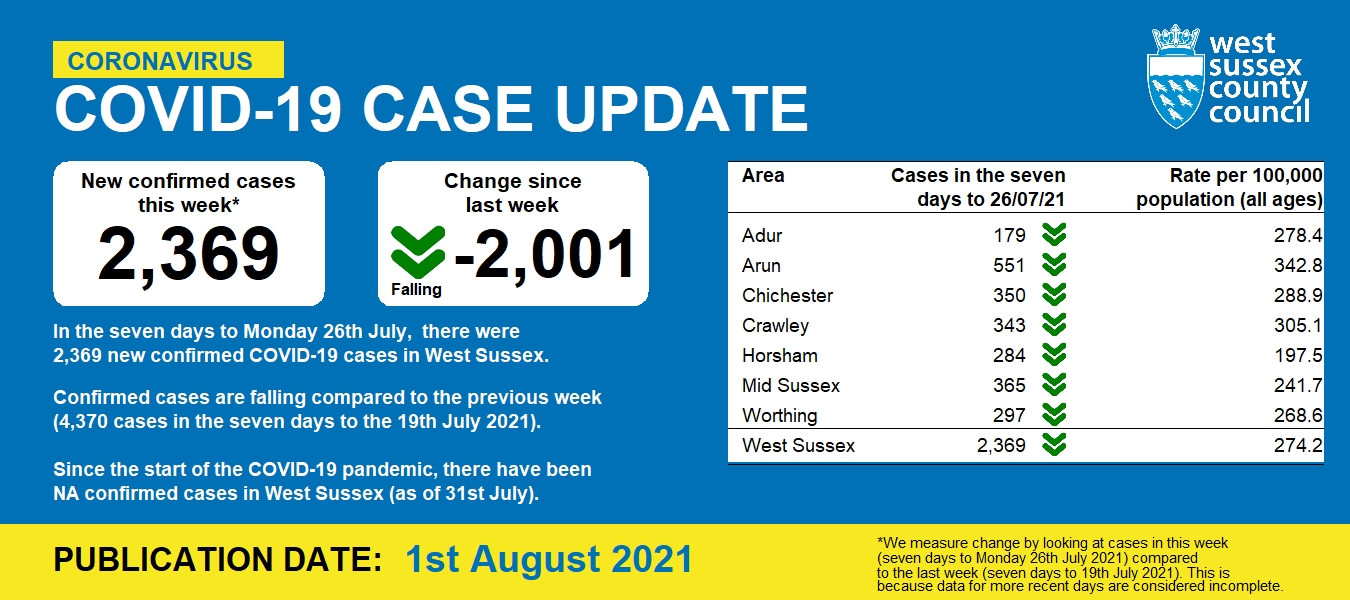 CORONAVIRUS
COVID-19 CASE UPDATE
west
sussex
county
council
New confirmed cases
this week*
2,369
Change since
last week
-2,001
Falling
In the seven days to Monday 26th July,  there were
2,369 new confirmed COVID-19 cases in West Sussex.
Confirmed cases are falling compared to the previous week
(4,370 cases in the seven days to the 19th July 2021).
Since the start of the COVID-19 pandemic, there have been
NA confirmed cases in West Sussex (as of 31st July).
Area Cases in the seven Rate per 100,000
days to 26/07/21 population (all ages)
Adur 179 278.4
Arun 551 342.8
Chichester 350 288.9
Crawley 343 305.1
Horsham 284 197.5
Mid Sussex 365 241.7
Worthing 297 268.6
West Sussex 2,369 274.2
PUBLICATION DATE: 1st August 2021
*We measure change by looking at cases in this week
(seven days to Monday 26th July 2021) compared
to the last week (seven days to 19th July 2021). This is
because data for more recent days are considered incomplete.